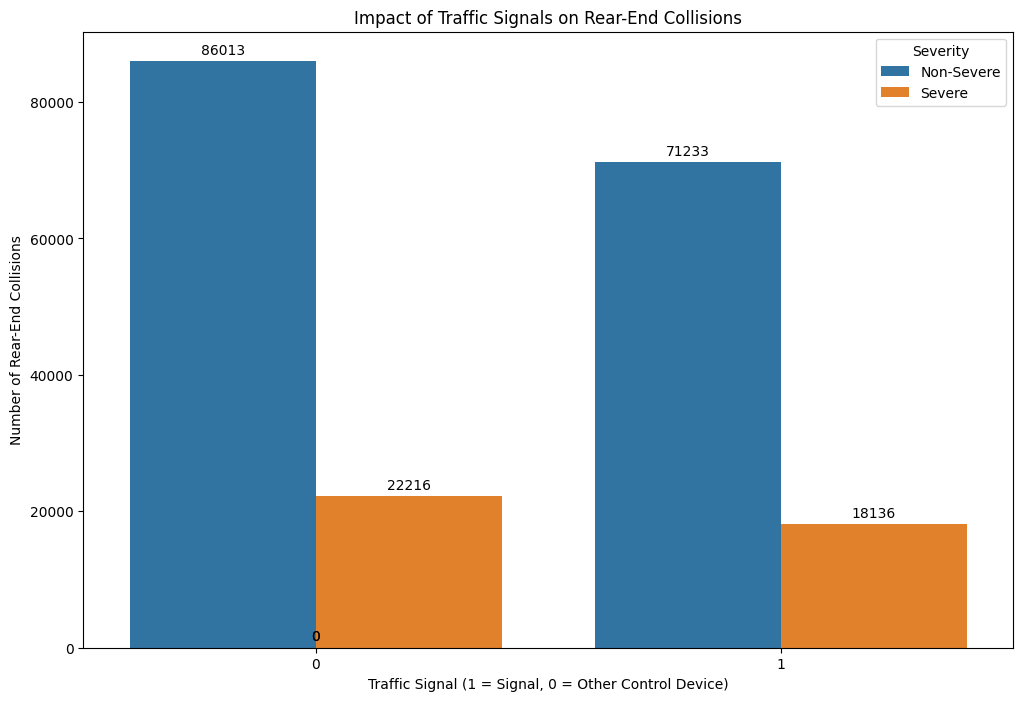 Impact of Traffic Signals on Rear-End Collisions
Severity
Non-Severe
Severe
86013
71233
22216
18136
0
80000
60000
40000
20000
0
Number of Rear-End Collisions
0
1
Traffic Signal (1 = Signal, 0 = Other Control Device)